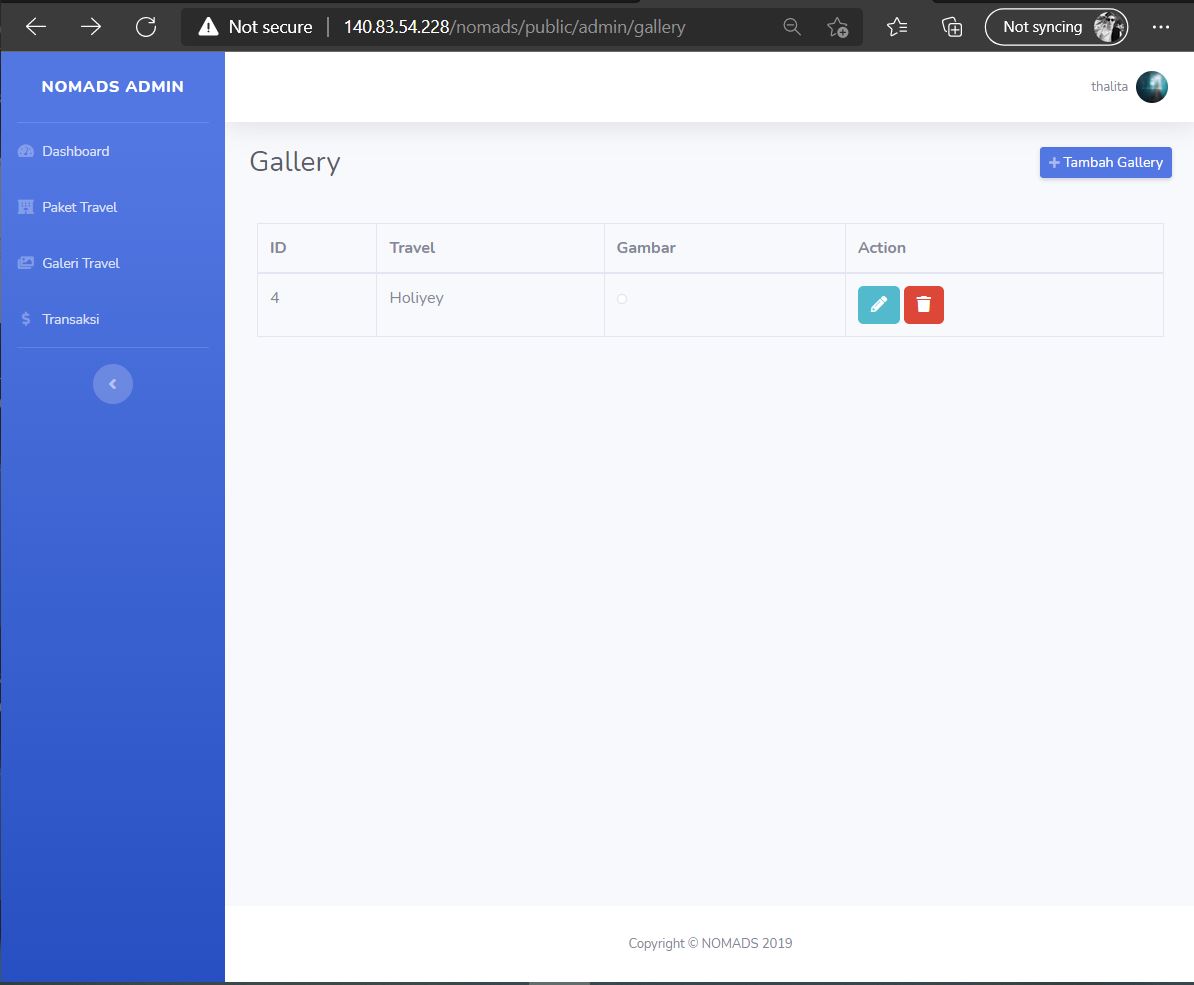 Not secure | 140.83.54.228/nomads/public/admin/gallery
Not syncing
NOMADS ADMIN
thalita
Dashboard
Paket Travel
Galeri Travel
Transaksi
Gallery
+ Tambah Gallery
ID Travel Gambar Action
4 Holiyey
Copyright © NOMADS 2019